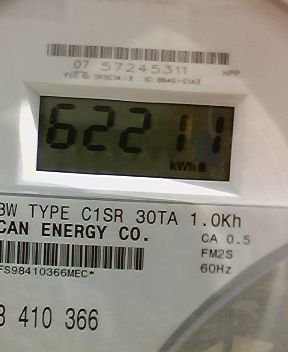 07 57245311
62211
kWh
3W TYPE C1SR 30TA 1.0Kh
CAN ENERGY CO.
CA 0.5
FM2S
60Hz
FS98410366MEC*
410 366